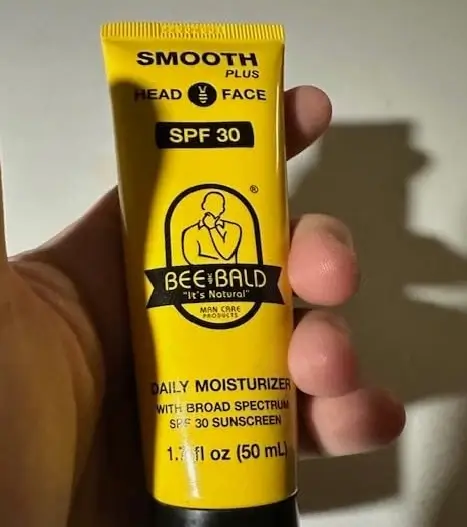 SMOOTH
PLUS
HEAD FACE
SPF 30
®
BEE BALD
"It's Natural"
MAN CARE
PRODUCTS
DAILY MOISTURIZER
WITH BROAD SPECTRUM
SPF 30 SUNSCREEN
fl oz (50 mL)